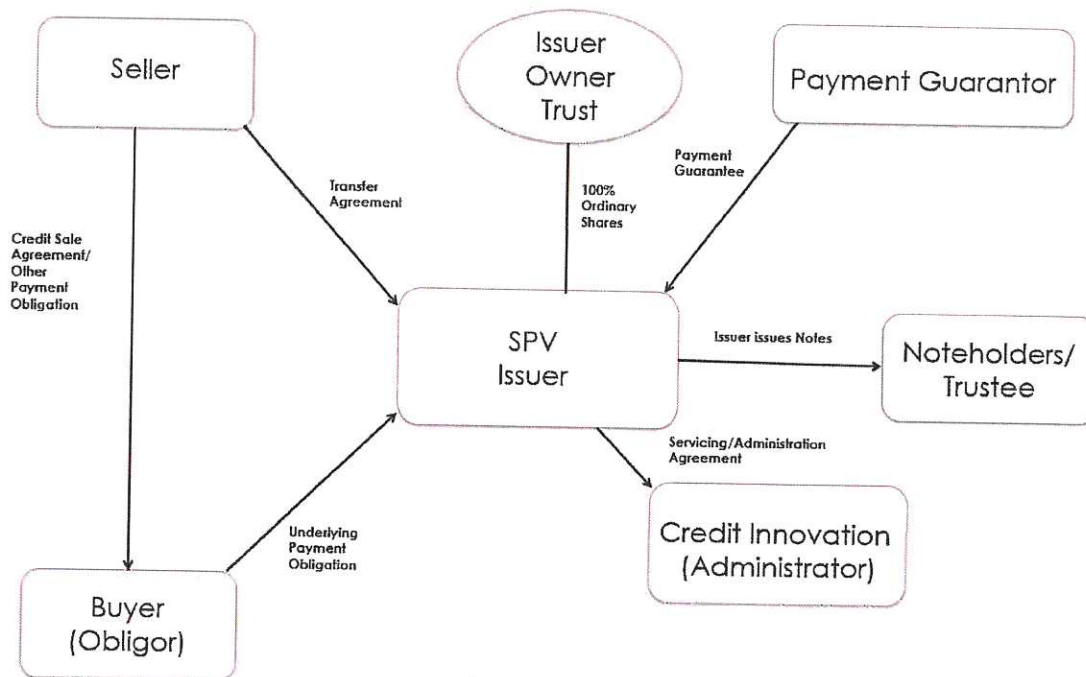 Seller
Issuer
Owner
Trust
Payment Guarantor
Transfer
Agreement
100%
Ordinary
Shares
Payment
Guarantee
Credit Sale
Agreement/
Other
Payment
Obligation
SPV
Issuer
Issuer issues Notes
Noteholders/
Trustee
Servicing/Administration
Agreement
Underlying
Payment
Obligation
Credit Innovation
(Administrator)
Buyer
(Obligor)